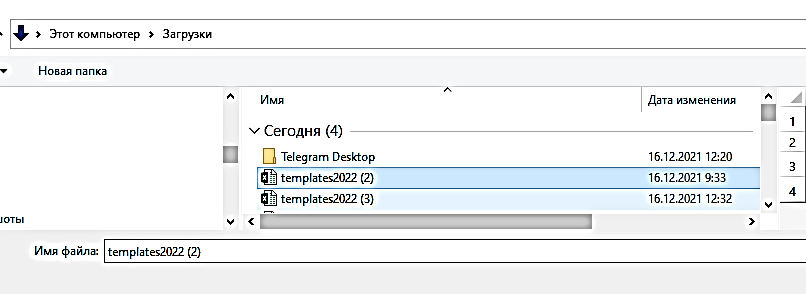 Этот компьютер > Загрузки
Новая папка
Имя Дата изменения
Сегодня (4)
Telegram Desktop 16.12.2021 12:20
templates2022 (2) 16.12.2021 9:33
templates2022 (3) 16.12.2021 12:32
1
2
3
4
шоты
Имя файла: templates2022 (2)